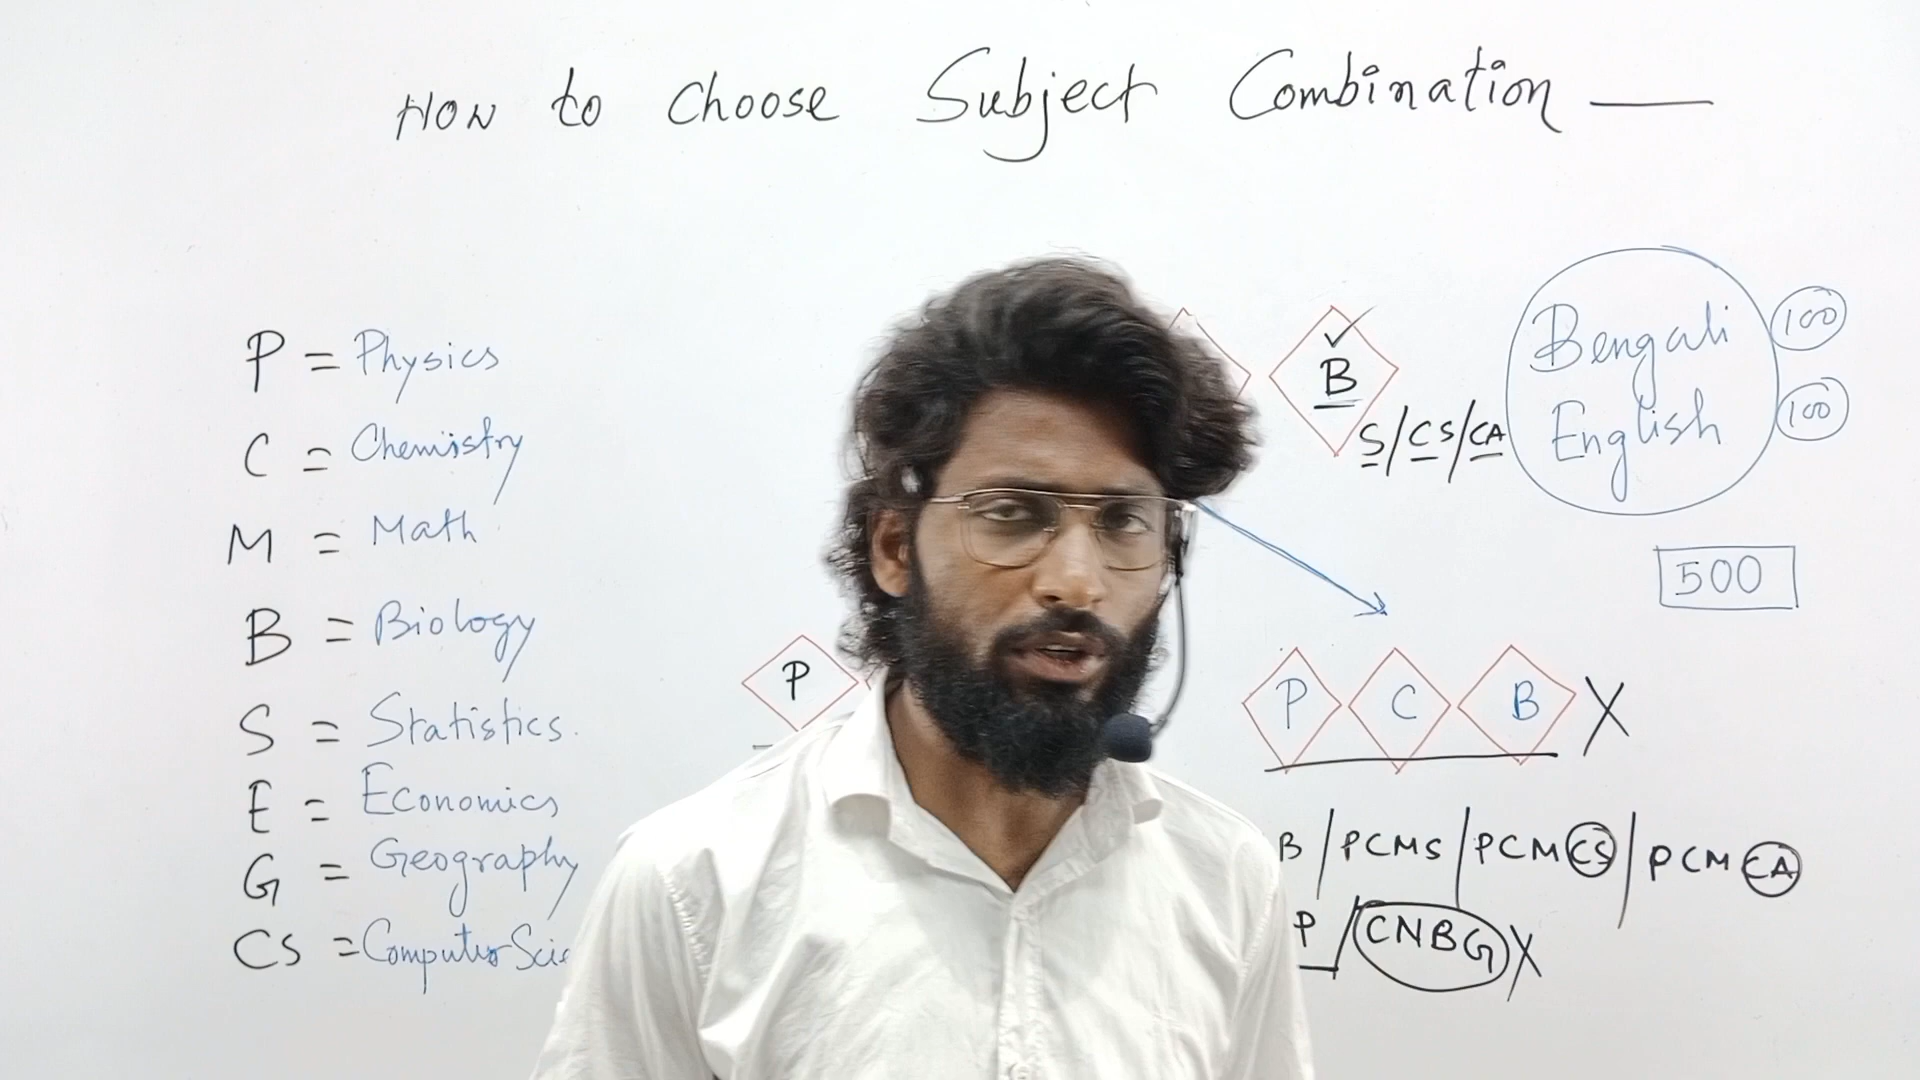 How to choose Subject Combination —
P = Physics
C = Chemistry
M = Math
B = Biology
S = Statistics
E = Economics
G = Geography
CS = Computer Scie
B
S/CS/CA
Bengali 100
English 100
500
P
P C B X
B / PCMS / PCM CS / PCM CA
P / CNBG X